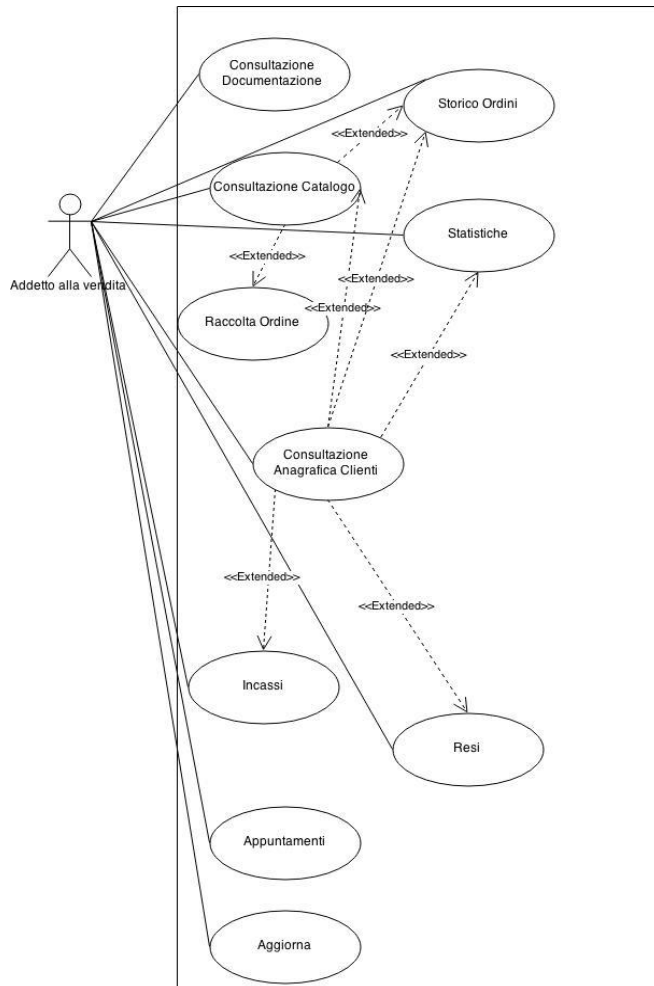 Consultazione
Documentazione
Storico Ordini
<<Extended>>
Consultazione Catalogo
Statistiche
<<Extended>>
Addetto alla vendita
<<Extended>>
<<Extended>>
Raccolta Ordine
<<Extended>>
Consultazione
Anagrafica Clienti
<<Extended>>
<<Extended>>
Incassi
Resi
Appuntamenti
Aggiorna